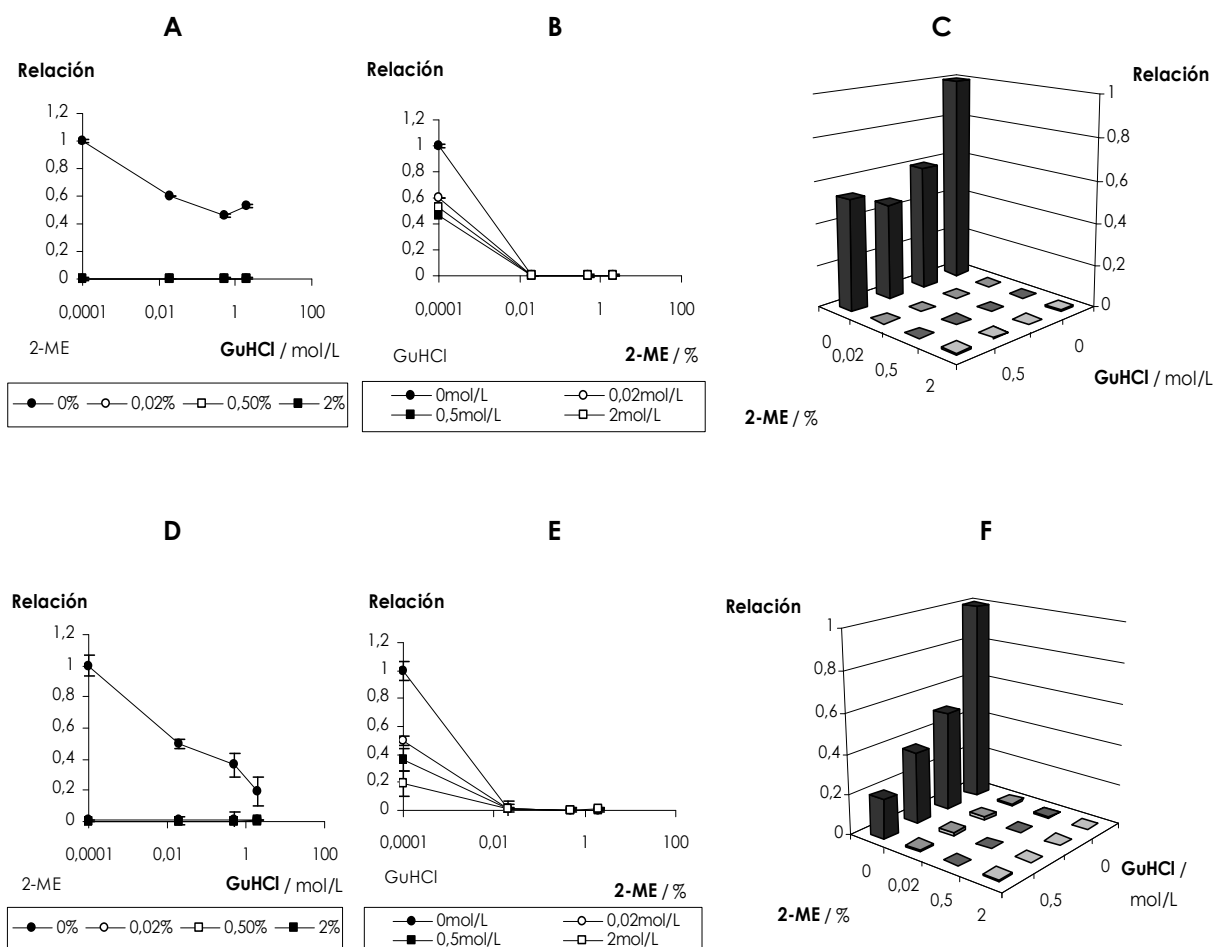 A
Relación
1,2
1
0,8
0,6
0,4
0,2
0
0,0001 0,01 1 100
2-ME GuHCl / mol/L
0% 0,02% 0,50% 2%
B
Relación
1,2
1
0,8
0,6
0,4
0,2
0
0,0001 0,01 1 100
GuHCl 2-ME / %
0mol/L 0,02mol/L
0,5mol/L 2mol/L
C
Relación
1
0,8
0,6
0,4
0,2
0
0
0,02
0,5
2
0
0,5
GuHCl / mol/L
2-ME / %
D
Relación
1,2
1
0,8
0,6
0,4
0,2
0
0,0001 0,01 1 100
2-ME GuHCl / mol/L
0% 0,02% 0,50% 2%
E
Relación
1,2
1
0,8
0,6
0,4
0,2
0
0,0001 0,01 1 100
GuHCl 2-ME / %
0mol/L 0,02mol/L
0,5mol/L 2mol/L
F
Relación
1
0,8
0,6
0,4
0,2
0
0
0,02
0,5
2
0
0,5
GuHCl /
mol/L
2-ME / %